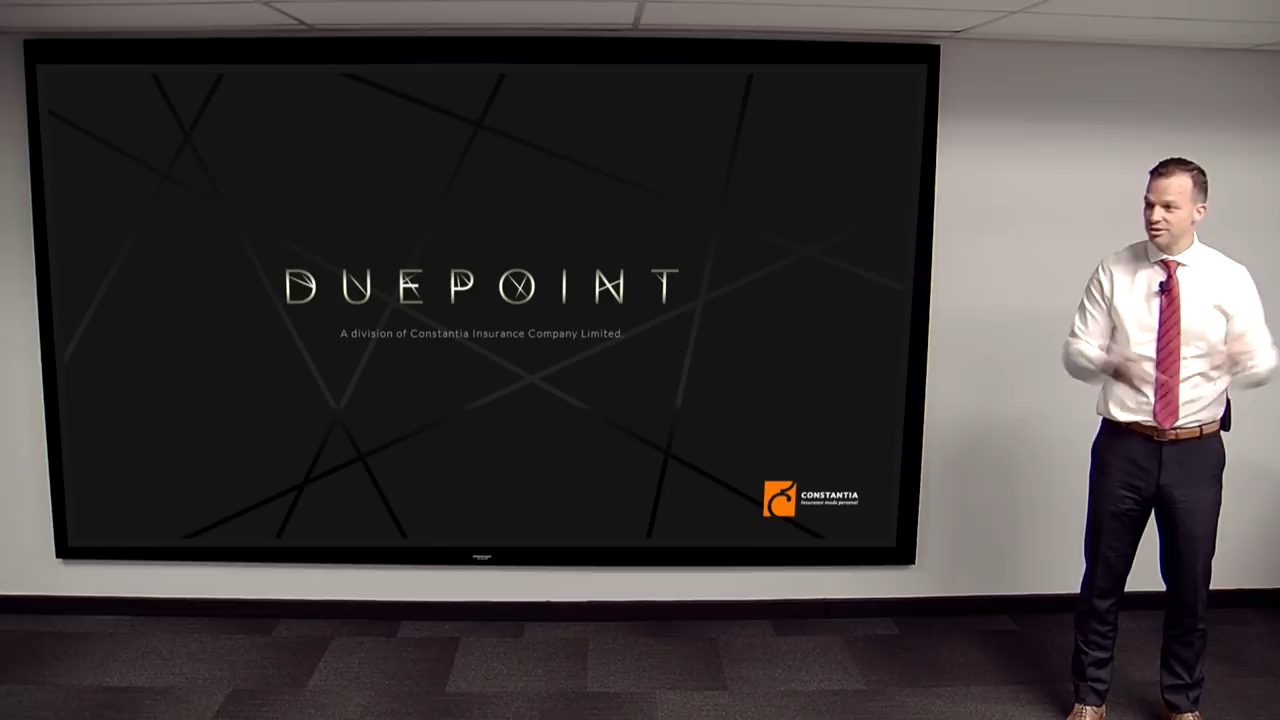 DUEPOINT
A division of Constantia Insurance Company Limited.
CONSTANTIA
Insurance made personal